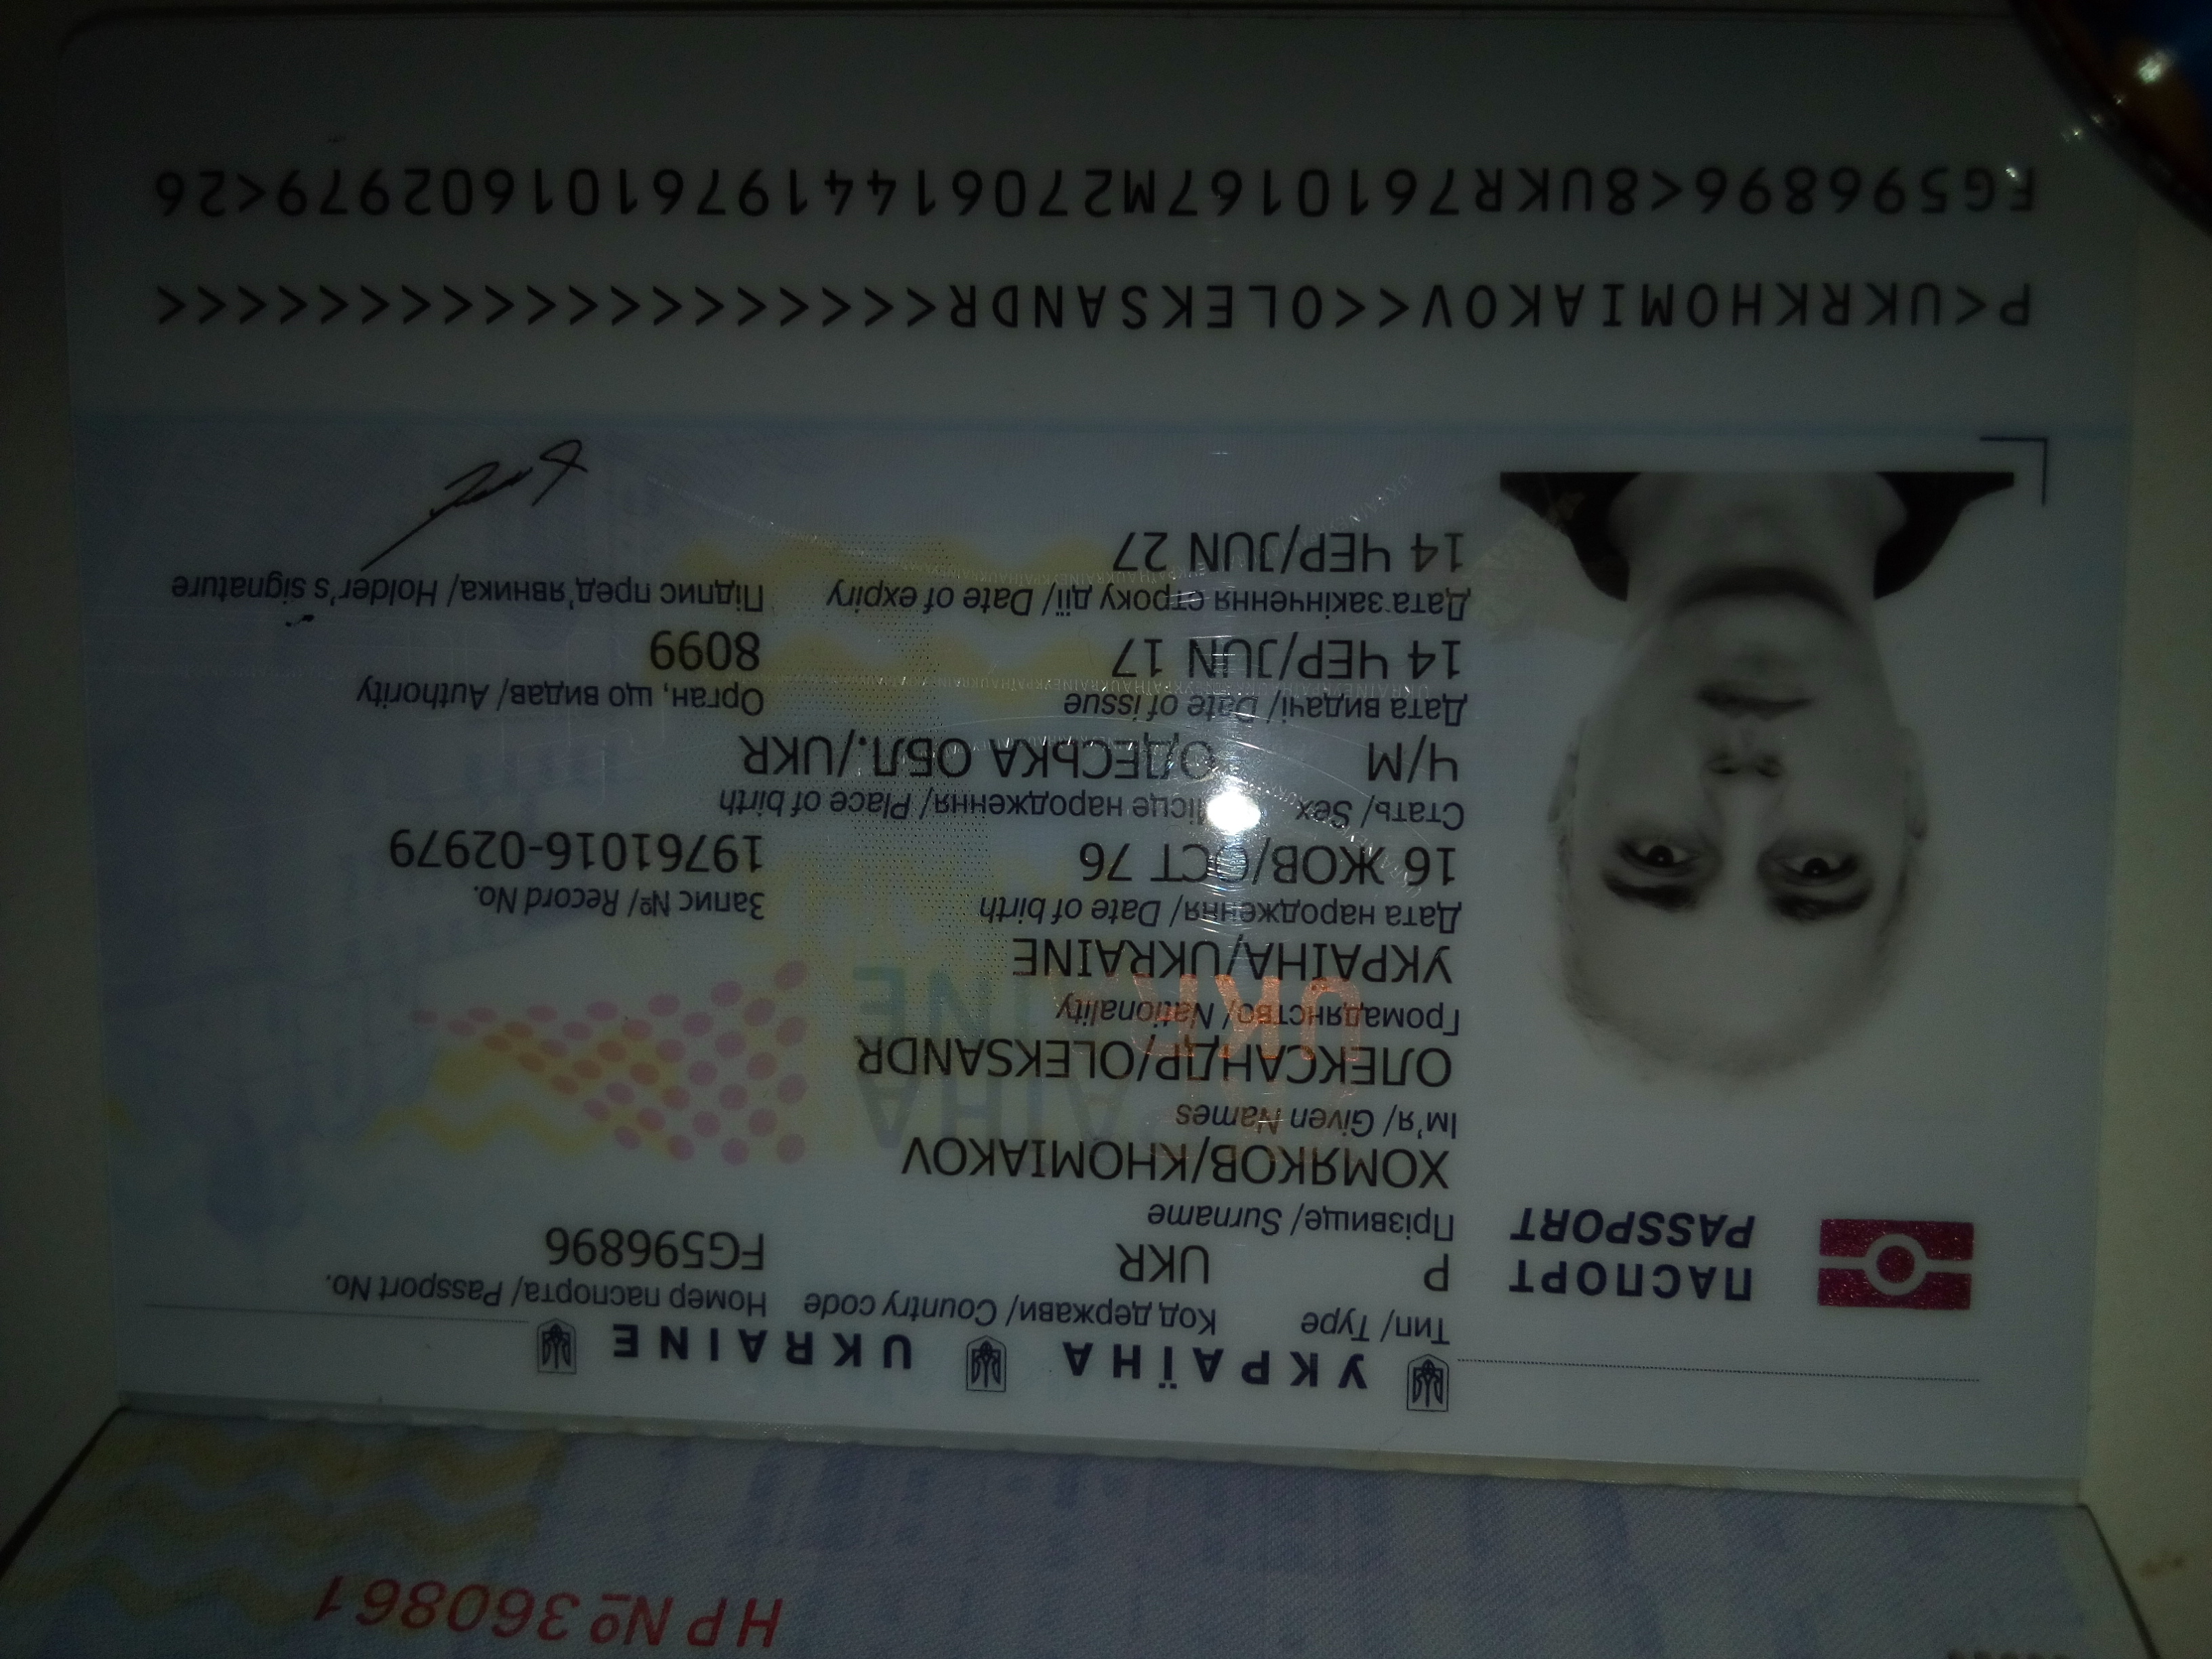 НР № 360861
УКРАЇНА UKRAINE
ПАСПОРТ
PASSPORT
Тип/ Type Код держави/ Country code Номер паспорта/ Passport No.
P UKR FG596896
Прізвище/ Surname
ХОМЯКОВ/KHOMIAKOV
Ім'я/ Given Names
ОЛЕКСАНДР/OLEKSANDR
Громадянство/ Nationality
УКРАЇНА/UKRAINE
Дата народження/ Date of birth Запис №/ Record No.
16 ЖОВ/OCT 76 19761016-02979
Стать/ Sex Місце народження/ Place of birth
Ч/M ОДЕСЬКА ОБЛ./UKR
Дата видачі/ Date of issue Орган, що видав/ Authority
14 ЧЕР/JUN 17 8099
Дата закінчення строку дії/ Date of expiry Підпис пред'явника/ Holder's signature
14 ЧЕР/JUN 27
P<UKRKHOMIAKOV<<OLEKSANDR<<<<<<<<<<<<<<<<<<<
FG596896<8UKR7610167M270614419761016029​79<26